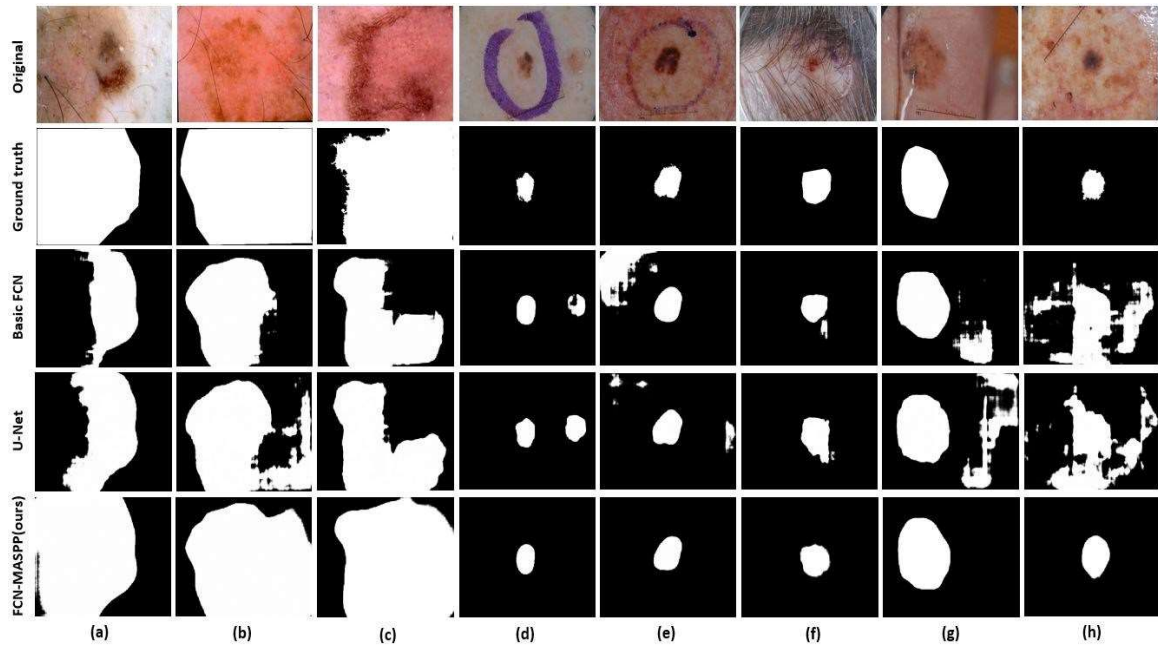 Original
Ground truth
Basic FCN
U-Net
FCN-MASPP(ours)
(a) (b) (c) (d) (e) (f) (g) (h)